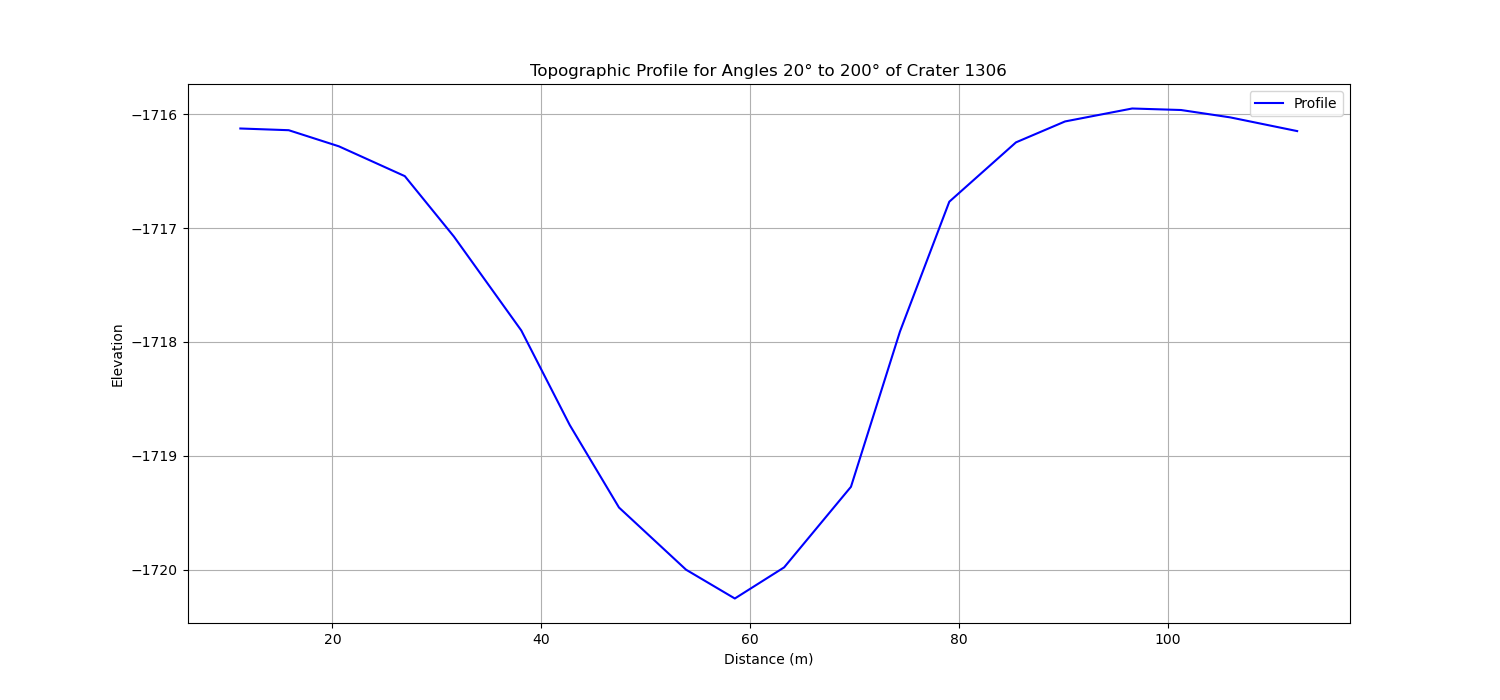 Topographic Profile for Angles 20° to 200° of Crater 1306
Profile
−1716
−1717
−1718
−1719
−1720
Elevation
20
40
60
80
100
Distance (m)